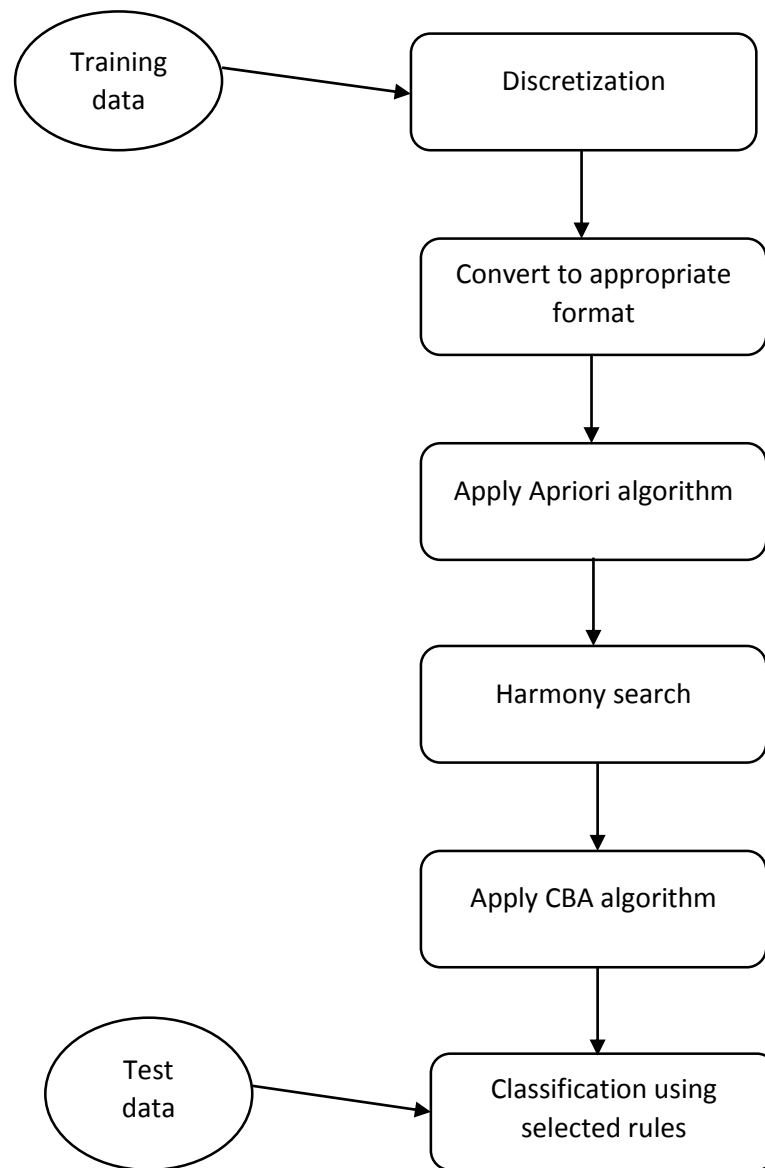 Training
data
Discretization
Convert to appropriate
format
Apply Apriori algorithm
Harmony search
Apply CBA algorithm
Test
data
Classification using
selected rules